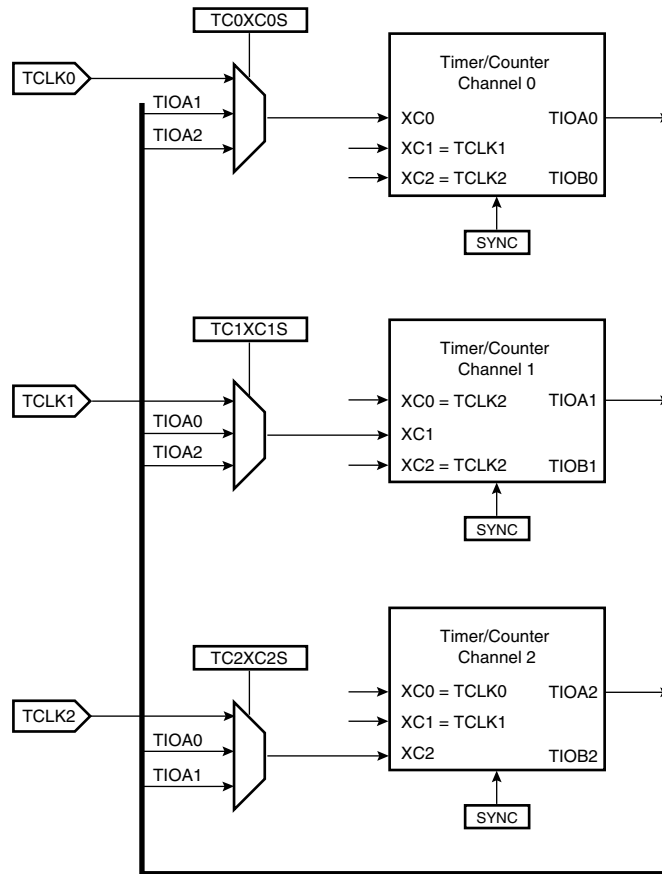 TC0XC0S
TCLK0
TIOA1
TIOA2
Timer/Counter
Channel 0
XC0
TIOA0
XC1 = TCLK1
XC2 = TCLK2
TIOB0
SYNC
TC1XC1S
TCLK1
TIOA0
TIOA2
Timer/Counter
Channel 1
XC0 = TCLK2
TIOA1
XC1
XC2 = TCLK2
TIOB1
SYNC
TC2XC2S
TCLK2
TIOA0
TIOA1
Timer/Counter
Channel 2
XC0 = TCLK0
TIOA2
XC1 = TCLK1
XC2
TIOB2
SYNC